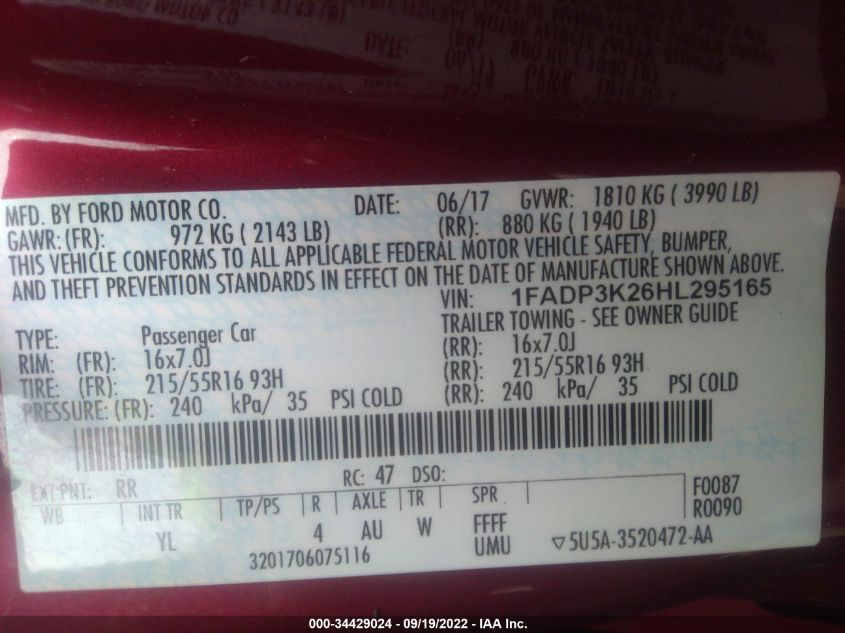 MFD. BY FORD MOTOR CO. DATE: 06/17 GVWR: 1810 KG ( 3990 LB)
GAWR: (FR): 972 KG ( 2143 LB) (RR): 880 KG ( 1940 LB)
THIS VEHICLE CONFORMS TO ALL APPLICABLE FEDERAL MOTOR VEHICLE SAFETY, BUMPER,
AND THEFT PREVENTION STANDARDS IN EFFECT ON THE DATE OF MANUFACTURE SHOWN ABOVE.
VIN: 1FADP3K26HL295165
TYPE: Passenger Car TRAILER TOWING - SEE OWNER GUIDE
RIM: (FR): 16x7.0J (RR): 16x7.0J
TIRE: (FR): 215/55R16 93H (RR): 215/55R16 93H
PRESSURE: (FR): 240 kPa/ 35 PSI COLD (RR): 240 kPa/ 35 PSI COLD
EXT PNT: RR RC: 47 DSO: F0087
WB INT TR TP/PS R AXLE TR SPR R0090
YL 4 AU W FFFF
3201706075116 UMU ▽5U5A-3520472-AA
000-34429024 - 09/19/2022 - IAA Inc.